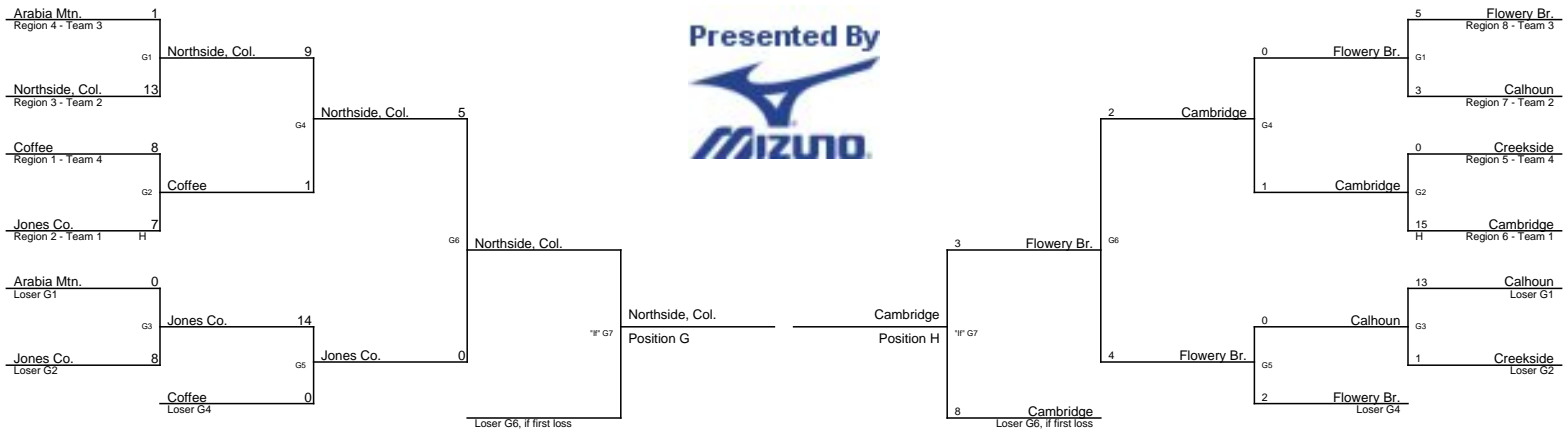 Presented By
MIZUNO
Arabia Mtn. 1
Region 4 - Team 3
G1
Northside, Col. 13
Region 3 - Team 2
Northside, Col. 9
Coffee 8
Region 1 - Team 4
G2
Jones Co. 7
Region 2 - Team 1 H
Coffee 1
G4
Northside, Col. 5
Arabia Mtn. 0
Loser G1
G3
Jones Co. 8
Loser G2
Jones Co. 14
G5
Coffee 0
Loser G4
Jones Co. 0
G6
Northside, Col.
Loser G6, if first loss
"If" G7
Northside, Col.
Position G
5 Flowery Br.
Region 8 - Team 3
G1
3 Calhoun
Region 7 - Team 2
0 Flowery Br.
0 Creekside
Region 5 - Team 4
G2
15 Cambridge
H Region 6 - Team 1
1 Cambridge
G4
2 Cambridge
13 Calhoun
Loser G1
G3
1 Creekside
Loser G2
0 Calhoun
G5
2 Flowery Br.
Loser G4
4 Flowery Br.
G6
3 Flowery Br.
8 Cambridge
Loser G6, if first loss
"If" G7
Cambridge
Position H